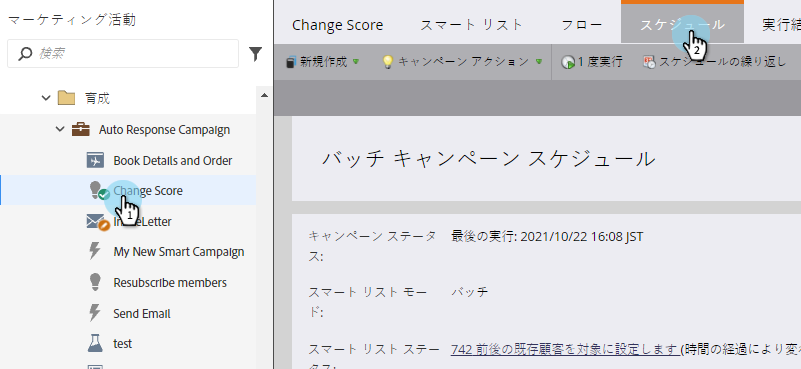 マーケティング活動
検索
育成
Auto Response Campaign
Book Details and Order
Change Score
My New Smart Campaign
Resubscribe members
Send Email
test
Change Score スマート リスト フロー スケジュール 実行結
新規作成 キャンペーン アクション 1 度実行 スケジュールの繰り返し
バッチ キャンペーン スケジュール
キャンペーン ステータ 最後の実行: 2021/10/22 16:08 JST
ス:
スマート リスト モー バッチ
ド:
スマート リスト ステー 742 前後の既存顧客を対象に設定します (時間の経過により変わ
タス:
1
2